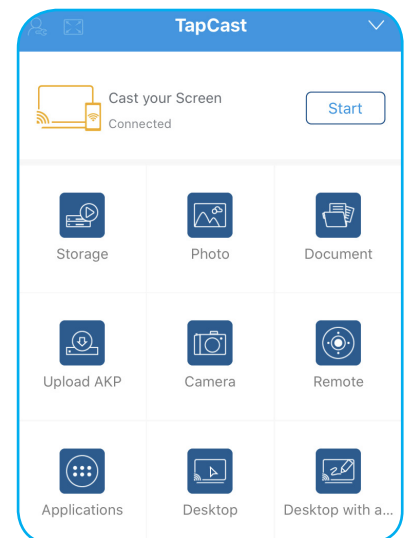 TapCast
Cast your Screen
Connected
Start
Storage
Photo
Document
Upload AKP
Camera
Remote
Applications
Desktop
Desktop with a...